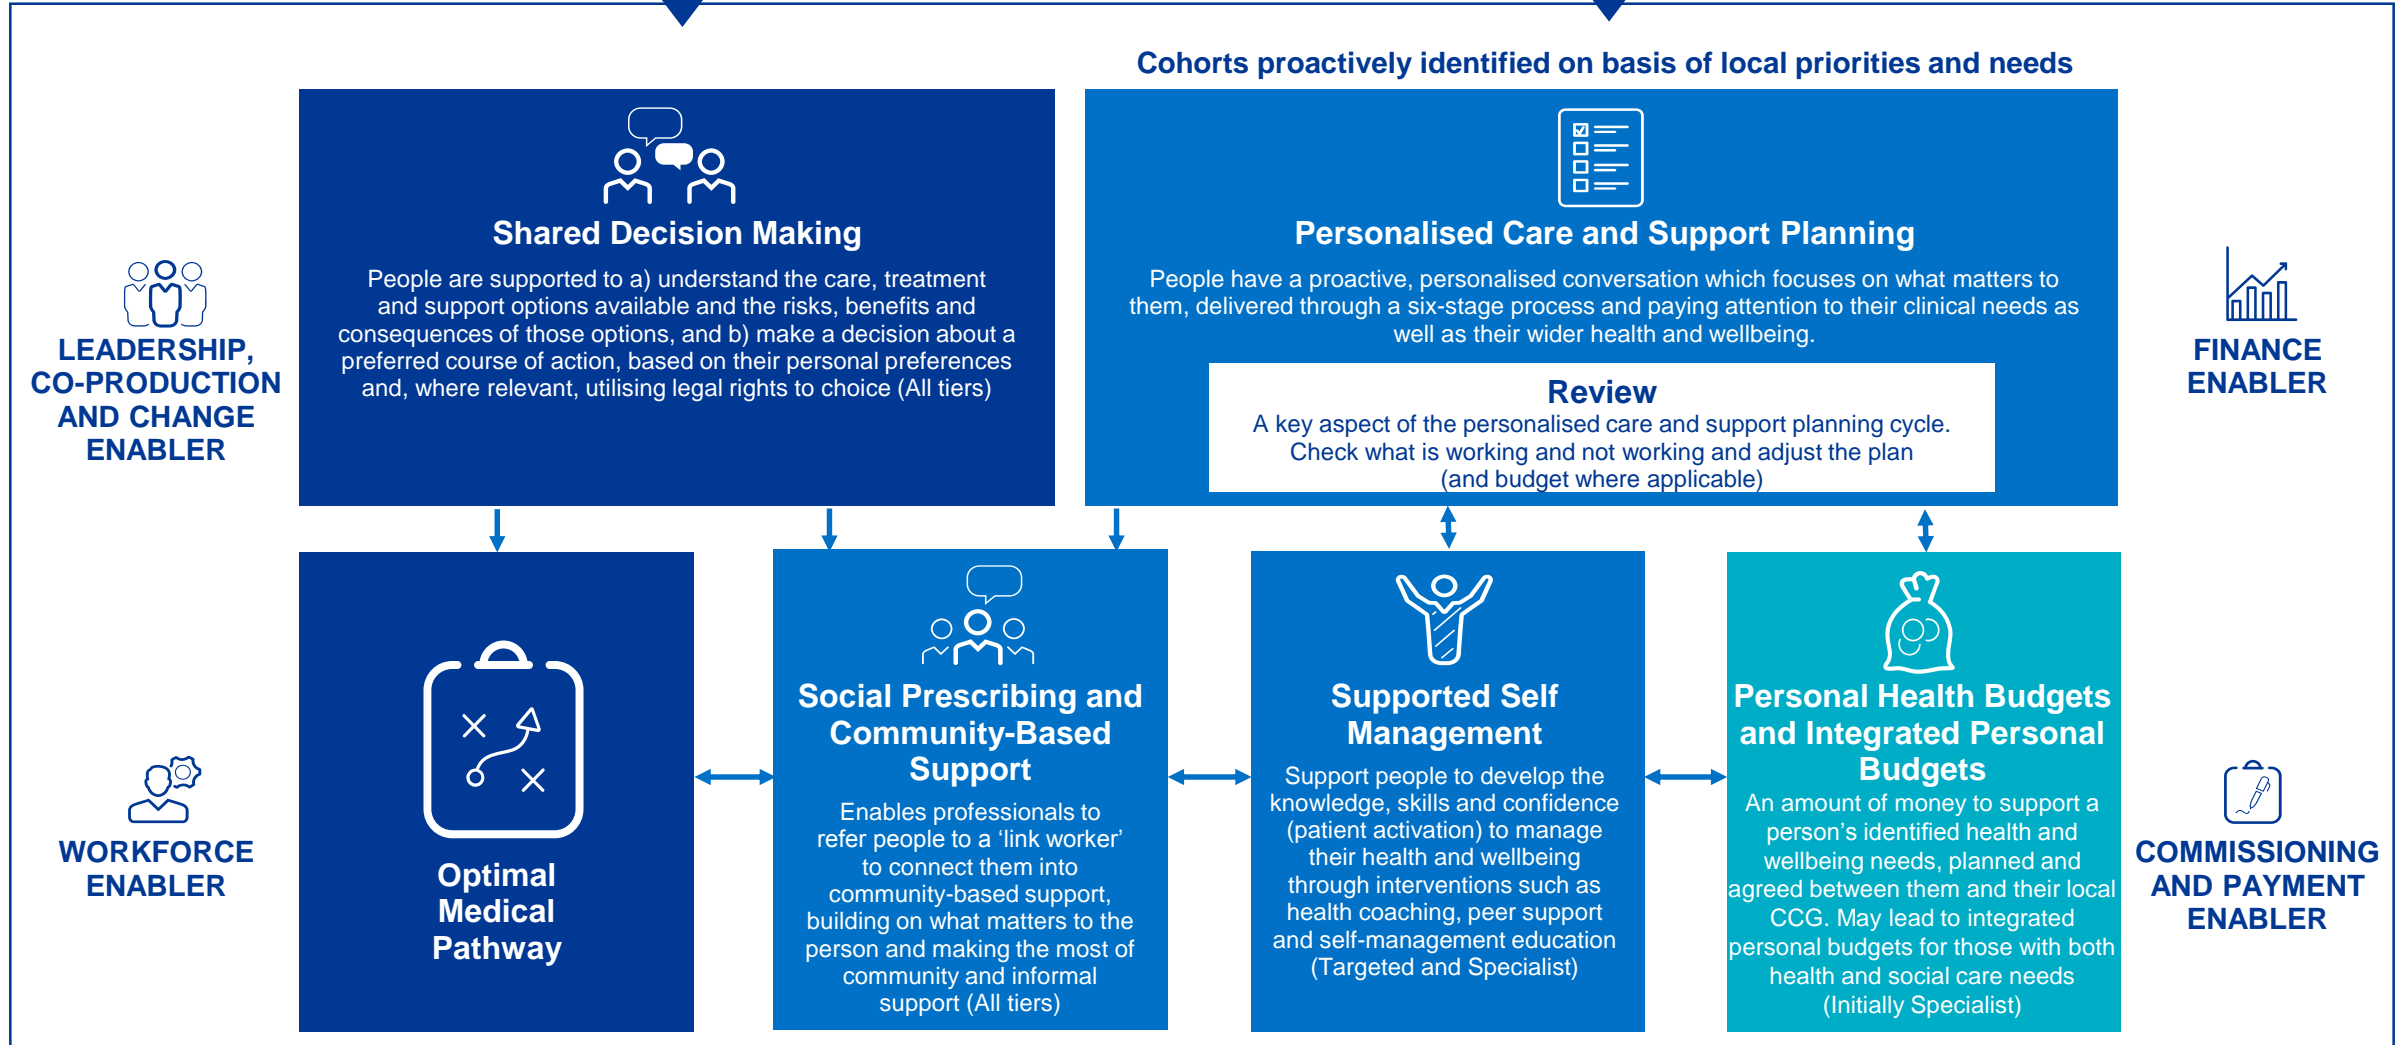 Cohorts proactively identified on basis of local priorities and needs
Shared Decision Making
People are supported to a) understand the care, treatment
and support options available and the risks, benefits and
consequences of those options, and b) make a decision about a
preferred course of action, based on their personal preferences
and, where relevant, utilising legal rights to choice (All tiers)
Personalised Care and Support Planning
People have a proactive, personalised conversation which focuses on what matters to
them, delivered through a six-stage process and paying attention to their clinical needs as
well as their wider health and wellbeing.
Review
A key aspect of the personalised care and support planning cycle.
Check what is working and not working and adjust the plan
(and budget where applicable)
LEADERSHIP,
CO-PRODUCTION
AND CHANGE
ENABLER
FINANCE
ENABLER
WORKFORCE
ENABLER
Optimal
Medical
Pathway
Social Prescribing and
Community-Based
Support
Enables professionals to
refer people to a ‘link worker’
to connect them into
community-based support,
building on what matters to the
person and making the most of
community and informal
support (All tiers)
Supported Self
Management
Support people to develop the
knowledge, skills and confidence
(patient activation) to manage
their health and wellbeing
through interventions such as
health coaching, peer support
and self-management education
(Targeted and Specialist)
Personal Health Budgets
and Integrated Personal
Budgets
An amount of money to support a
person’s identified health and
wellbeing needs, planned and
agreed between them and their local
CCG. May lead to integrated
personal budgets for those with both
health and social care needs
(Initially Specialist)
COMMISSIONING
AND PAYMENT
ENABLER